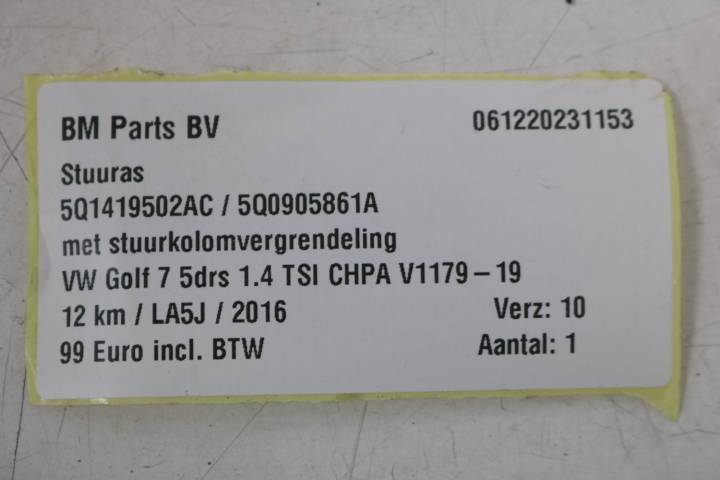 BM Parts BV 061220231153
Stuuras
5Q1419502AC / 5Q0905861A
met stuurkolomvergrendeling
VW Golf 7 5drs 1.4 TSI CHPA V1179 – 19
12 km / LA5J / 2016 Verz: 10
99 Euro incl. BTW Aantal: 1